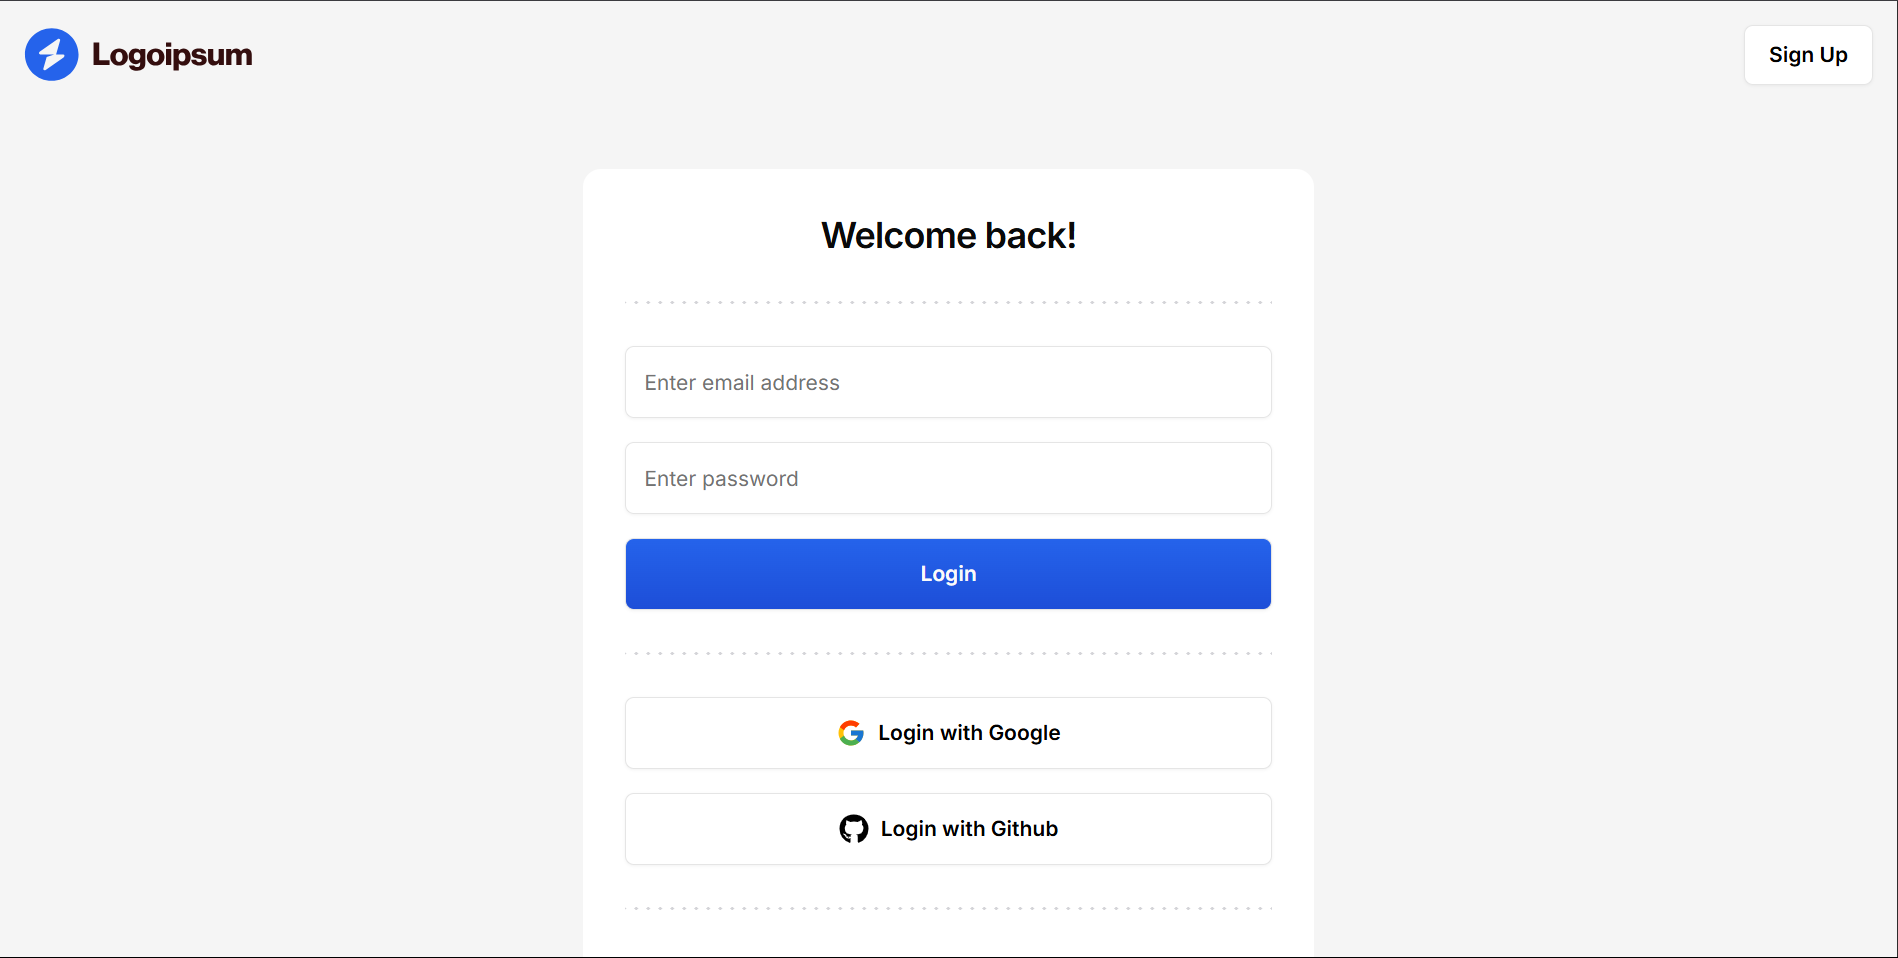 Logoipsum
Sign Up
Welcome back!
Enter email address
Enter password
Login
Login with Google
Login with Github